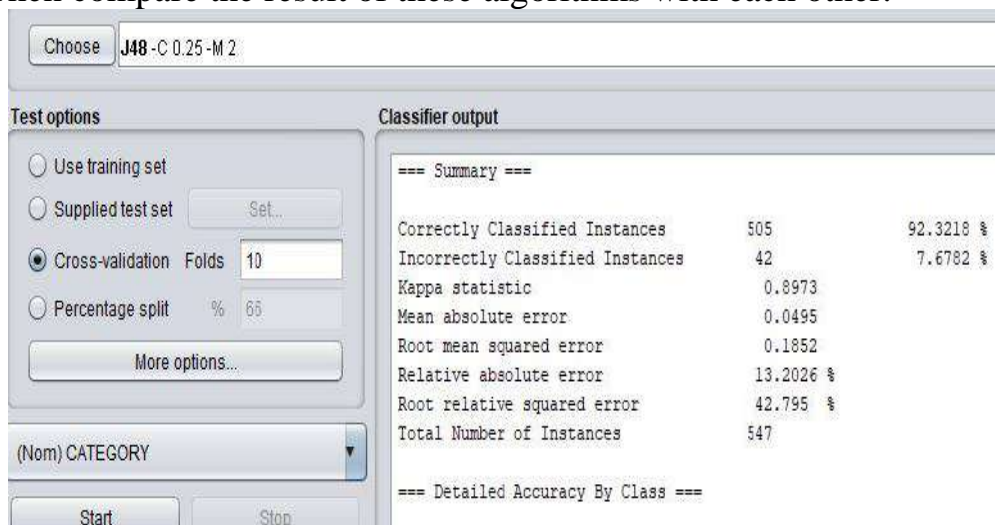 then compare the result of these algorithms with each other.
Choose J48 -C 0.25 -M 2
Test options
Use training set
Supplied test set Set...
Cross-validation Folds 10
Percentage split % 66
More options...
(Nom) CATEGORY
Start Stop
Classifier output
=== Summary ===
Correctly Classified Instances 505 92.3218 %
Incorrectly Classified Instances 42 7.6782 %
Kappa statistic 0.8973
Mean absolute error 0.0495
Root mean squared error 0.1852
Relative absolute error 13.2026 %
Root relative squared error 42.795 %
Total Number of Instances 547
=== Detailed Accuracy By Class ===